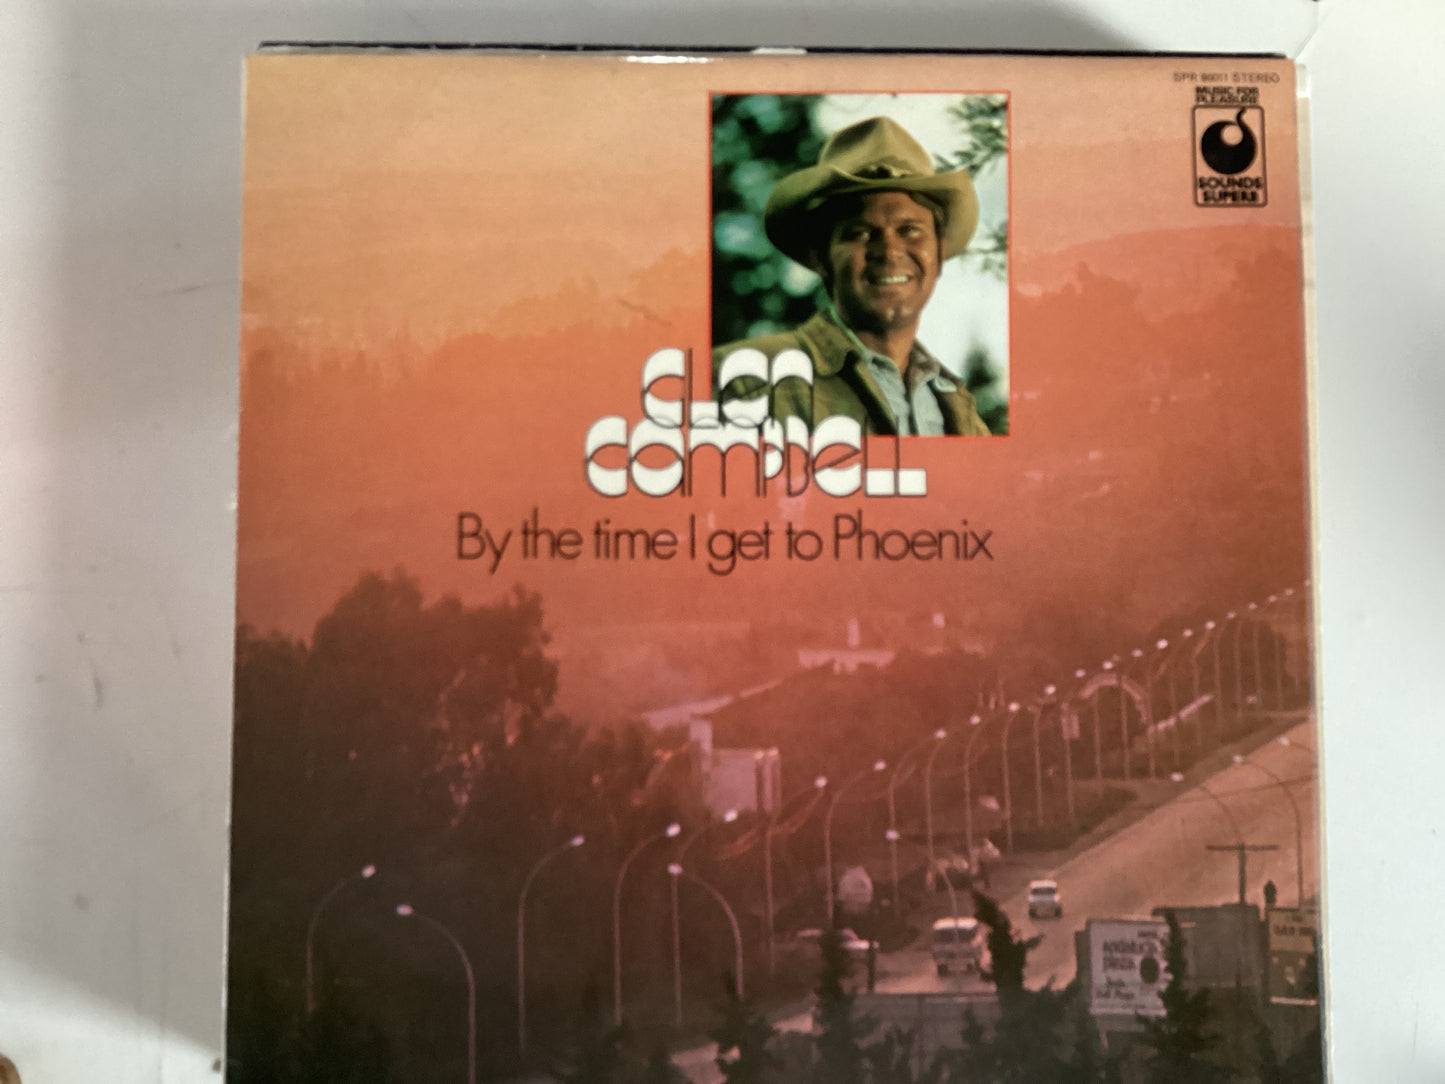 SPR 90011 STEREO
MUSIC FOR
PLEASURE
SOUNDS
SUPERB
GLEN
CAMPBELL
By the time I get to Phoenix